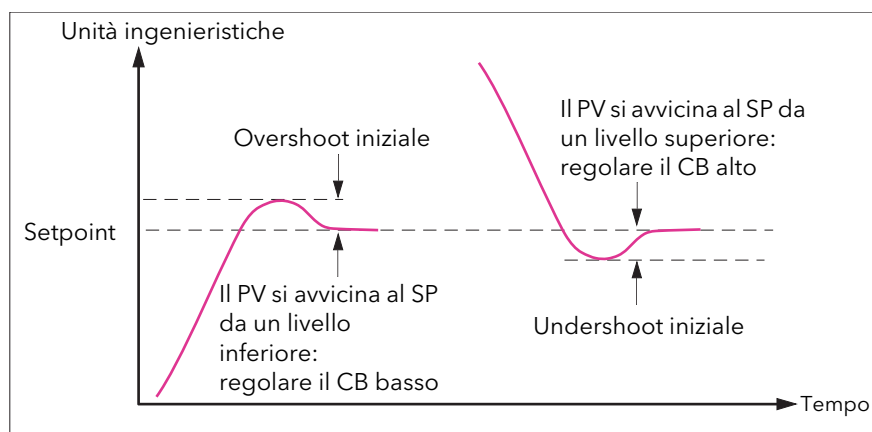 Unità ingenieristiche
Overshoot iniziale
Il PV si avvicina al SP da
un livello superiore:
regolare il CB alto
Setpoint
Il PV si avvicina al SP
da un livello
inferiore:
regolare il CB basso
Undershoot iniziale
Tempo